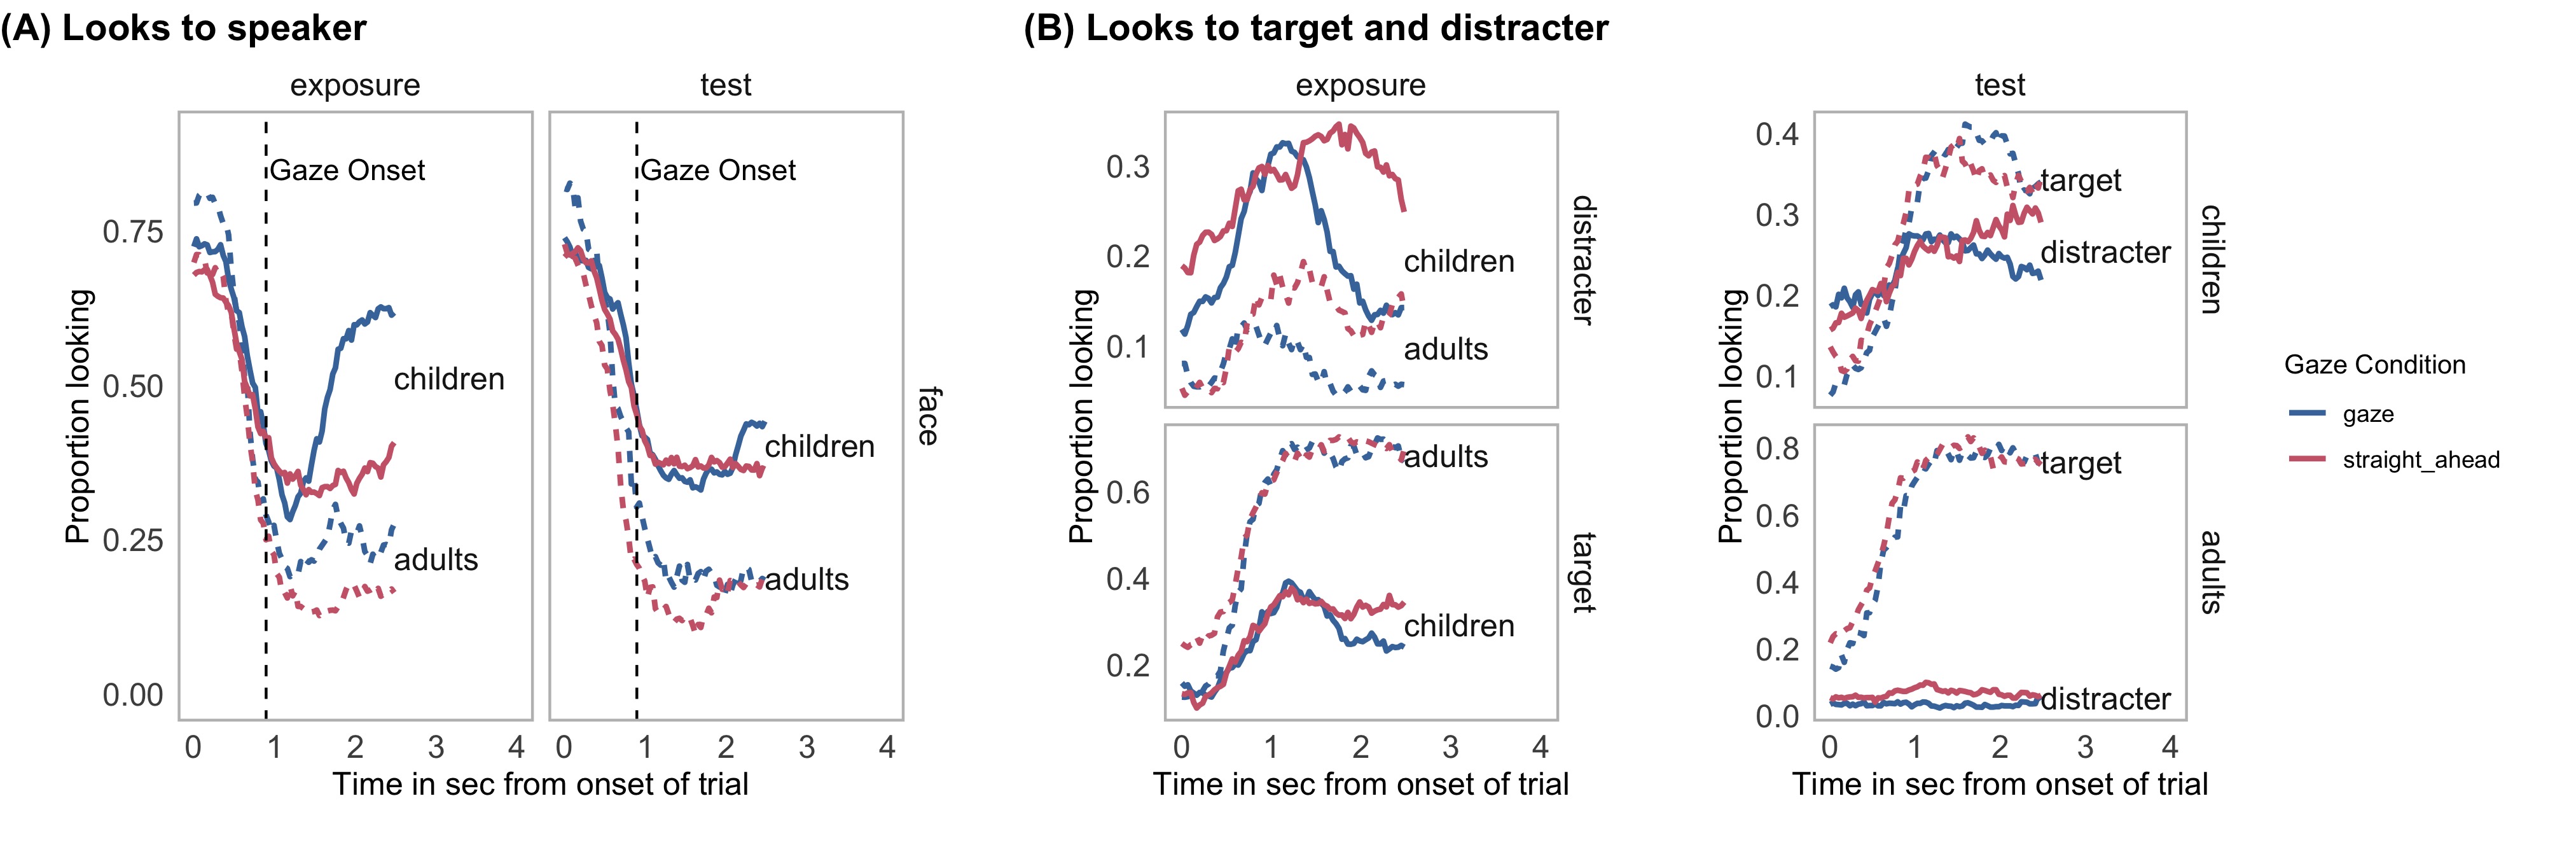 (A) Looks to speaker
exposure
test
Gaze Onset
Gaze Onset
children
adults
children
adults
face
Proportion looking
0.75
0.50
0.25
0.00
0 1 2 3 4
0 1 2 3 4
Time in sec from onset of trial
(B) Looks to target and distracter
exposure
Proportion looking
0.3
0.2
0.1
children
adults
distracter
0.6
0.4
0.2
adults
children
target
0 1 2 3 4
Time in sec from onset of trial
test
Proportion looking
0.4
0.3
0.2
0.1
target
distracter
children
0.8
0.6
0.4
0.2
0.0
target
distracter
adults
0 1 2 3 4
Time in sec from onset of trial
Gaze Condition
gaze
straight_ahead